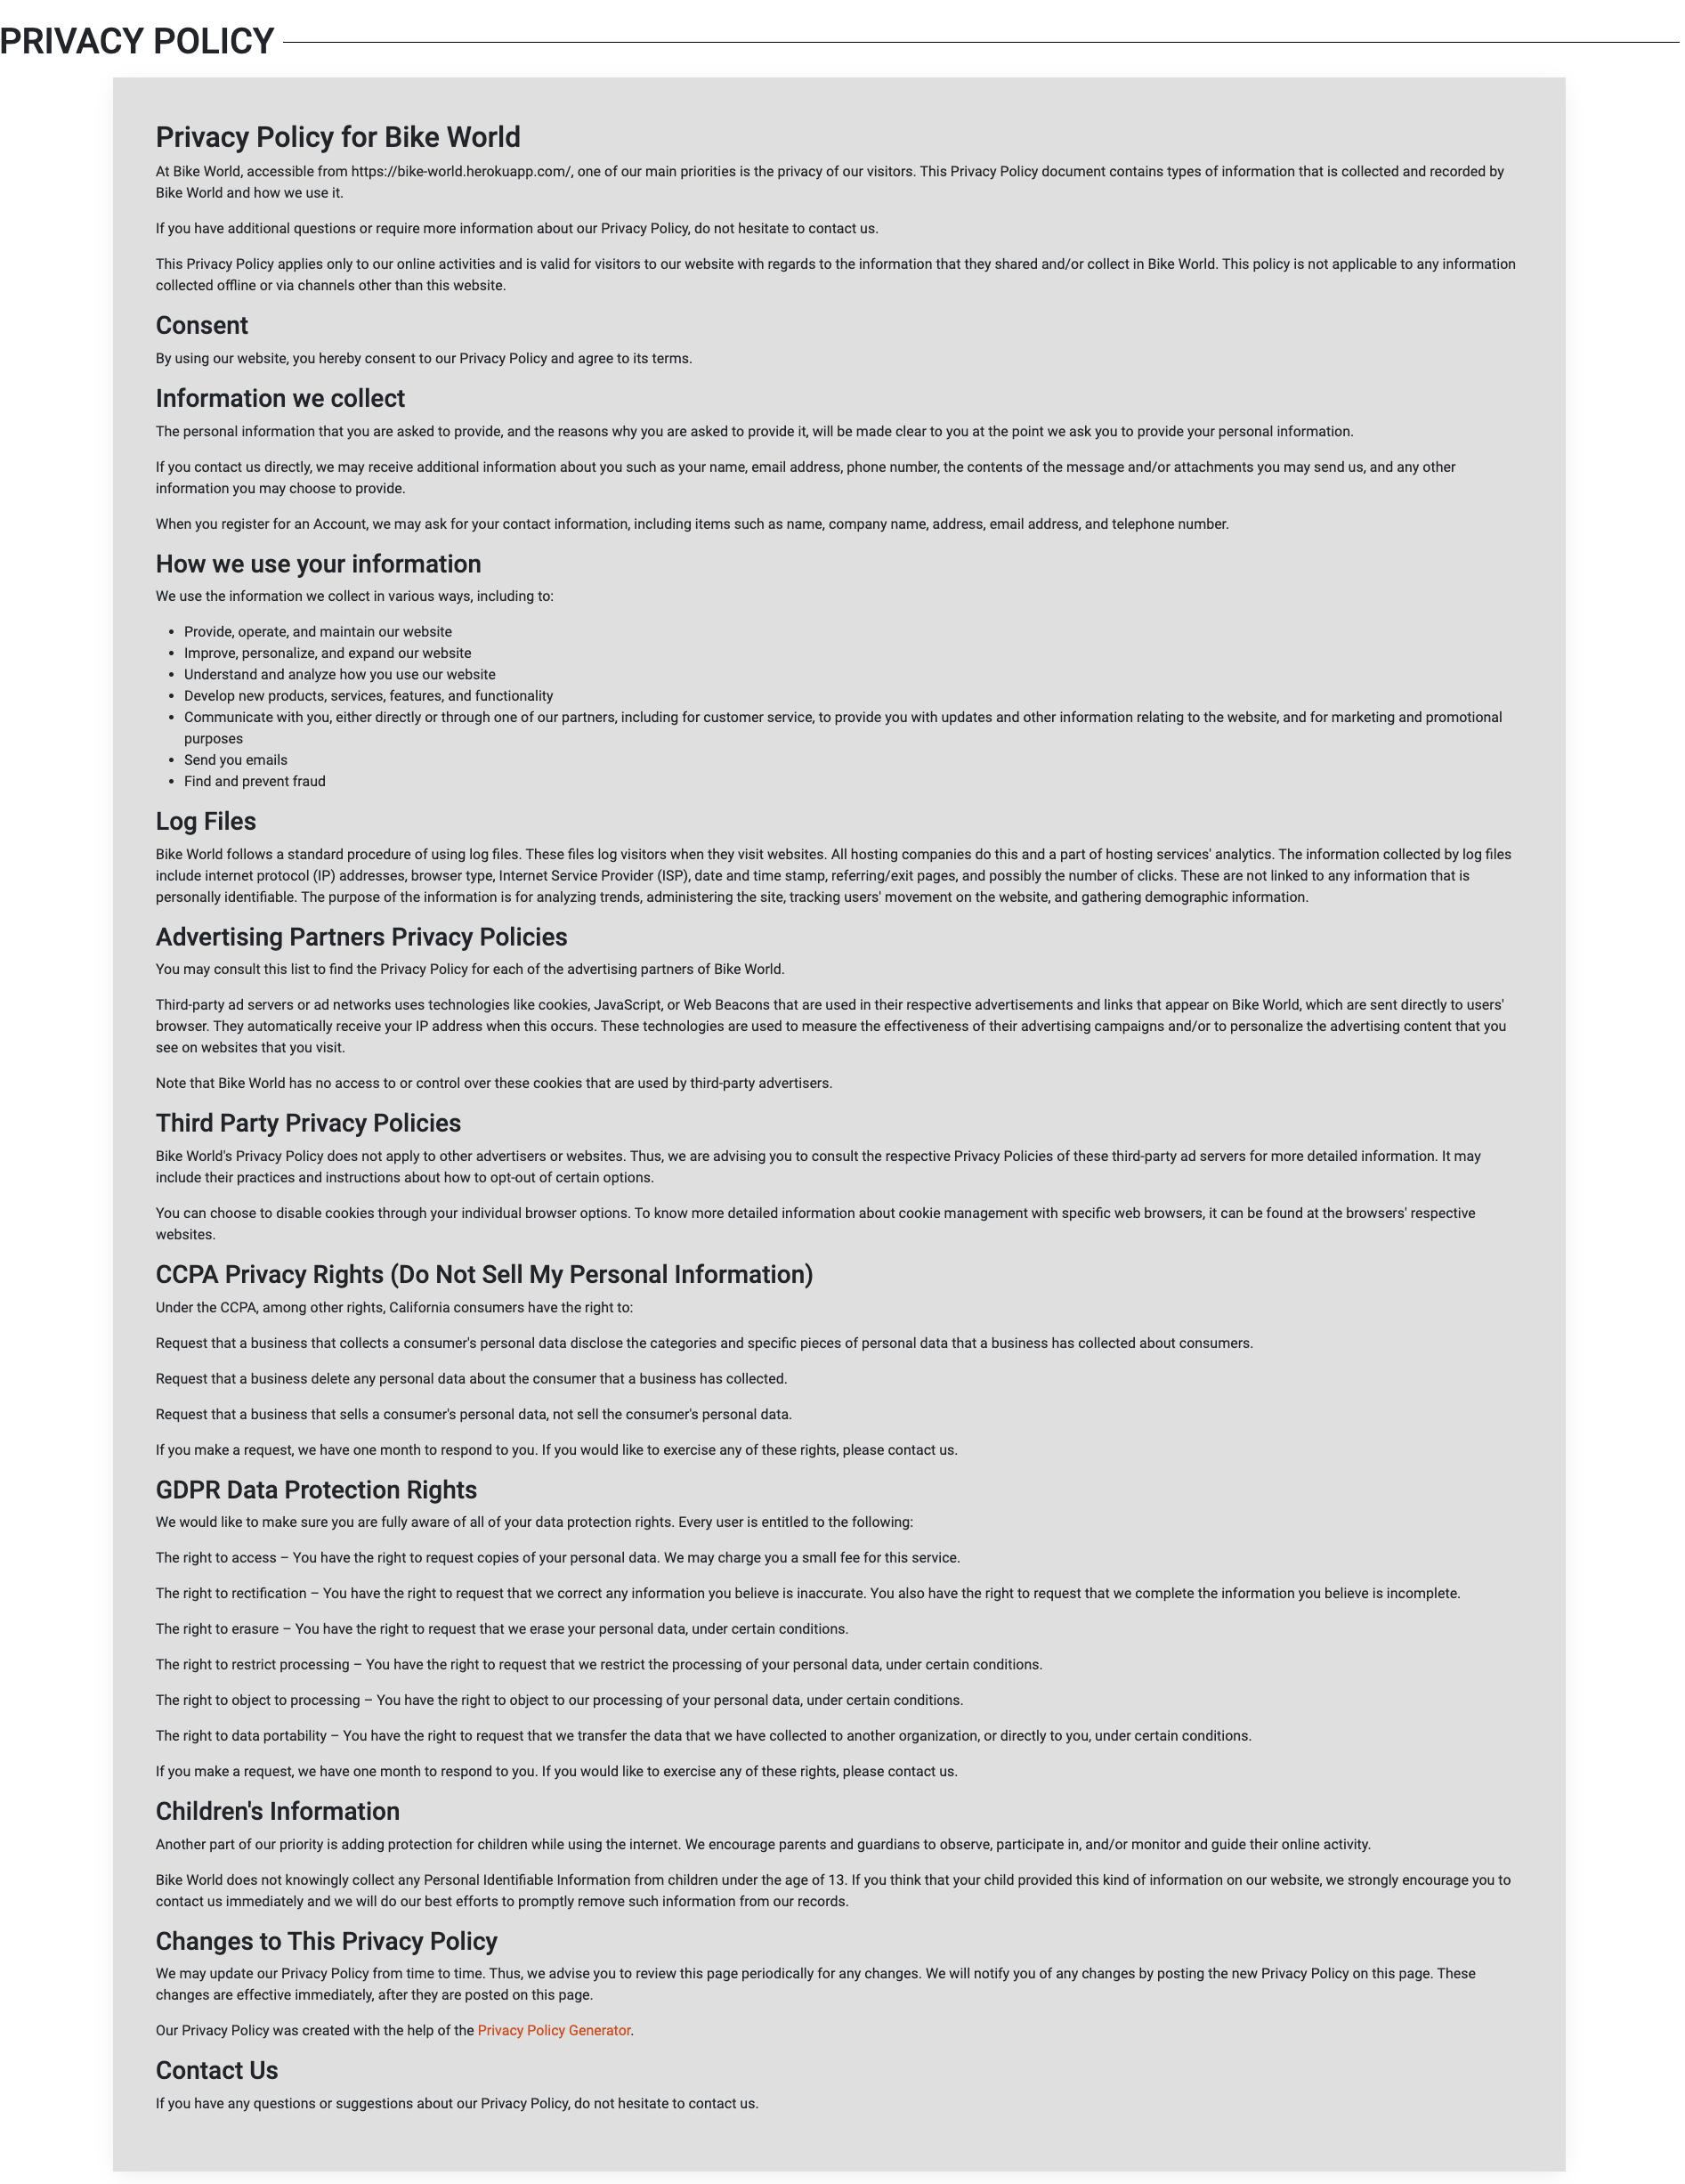 PRIVACY POLICY
Privacy Policy for Bike World
At Bike World, accessible from https://bike-world.herokuapp.com/, one of our main priorities is the privacy of our visitors. This Privacy Policy document contains types of information that is collected and recorded by
Bike World and how we use it.
If you have additional questions or require more information about our Privacy Policy, do not hesitate to contact us.
This Privacy Policy applies only to our online activities and is valid for visitors to our website with regards to the information that they shared and/or collect in Bike World. This policy is not applicable to any information
collected offline or via channels other than this website.
Consent
By using our website, you hereby consent to our Privacy Policy and agree to its terms.
Information we collect
The personal information that you are asked to provide, and the reasons why you are asked to provide it, will be made clear to you at the point we ask you to provide your personal information.
If you contact us directly, we may receive additional information about you such as your name, email address, phone number, the contents of the message and/or attachments you may send us, and any other
information you may choose to provide.
When you register for an Account, we may ask for your contact information, including items such as name, company name, address, email address, and telephone number.
How we use your information
We use the information we collect in various ways, including to:
• Provide, operate, and maintain our website
• Improve, personalize, and expand our website
• Understand and analyze how you use our website
• Develop new products, services, features, and functionality
• Communicate with you, either directly or through one of our partners, including for customer service, to provide you with updates and other information relating to the website, and for marketing and promotional
purposes
• Send you emails
• Find and prevent fraud
Log Files
Bike World follows a standard procedure of using log files. These files log visitors when they visit websites. All hosting companies do this and a part of hosting services' analytics. The information collected by log files
include internet protocol (IP) addresses, browser type, Internet Service Provider (ISP), date and time stamp, referring/exit pages, and possibly the number of clicks. These are not linked to any information that is
personally identifiable. The purpose of the information is for analyzing trends, administering the site, tracking users' movement on the website, and gathering demographic information.
Advertising Partners Privacy Policies
You may consult this list to find the Privacy Policy for each of the advertising partners of Bike World.
Third-party ad servers or ad networks uses technologies like cookies, JavaScript, or Web Beacons that are used in their respective advertisements and links that appear on Bike World, which are sent directly to users'
browser. They automatically receive your IP address when this occurs. These technologies are used to measure the effectiveness of their advertising campaigns and/or to personalize the advertising content that you
see on websites that you visit.
Note that Bike World has no access to or control over these cookies that are used by third-party advertisers.
Third Party Privacy Policies
Bike World's Privacy Policy does not apply to other advertisers or websites. Thus, we are advising you to consult the respective Privacy Policies of these third-party ad servers for more detailed information. It may
include their practices and instructions about how to opt-out of certain options.
You can choose to disable cookies through your individual browser options. To know more detailed information about cookie management with specific web browsers, it can be found at the browsers' respective
websites.
CCPA Privacy Rights (Do Not Sell My Personal Information)
Under the CCPA, among other rights, California consumers have the right to:
Request that a business that collects a consumer's personal data disclose the categories and specific pieces of personal data that a business has collected about consumers.
Request that a business delete any personal data about the consumer that a business has collected.
Request that a business that sells a consumer's personal data, not sell the consumer's personal data.
If you make a request, we have one month to respond to you. If you would like to exercise any of these rights, please contact us.
GDPR Data Protection Rights
We would like to make sure you are fully aware of all of your data protection rights. Every user is entitled to the following:
The right to access – You have the right to request copies of your personal data. We may charge you a small fee for this service.
The right to rectification – You have the right to request that we correct any information you believe is inaccurate. You also have the right to request that we complete the information you believe is incomplete.
The right to erasure – You have the right to request that we erase your personal data, under certain conditions.
The right to restrict processing – You have the right to request that we restrict the processing of your personal data, under certain conditions.
The right to object to processing – You have the right to object to our processing of your personal data, under certain conditions.
The right to data portability – You have the right to request that we transfer the data that we have collected to another organization, or directly to you, under certain conditions.
If you make a request, we have one month to respond to you. If you would like to exercise any of these rights, please contact us.
Children's Information
Another part of our priority is adding protection for children while using the internet. We encourage parents and guardians to observe, participate in, and/or monitor and guide their online activity.
Bike World does not knowingly collect any Personal Identifiable Information from children under the age of 13. If you think that your child provided this kind of information on our website, we strongly encourage you to
contact us immediately and we will do our best efforts to promptly remove such information from our records.
Changes to This Privacy Policy
We may update our Privacy Policy from time to time. Thus, we advise you to review this page periodically for any changes. We will notify you of any changes by posting the new Privacy Policy on this page. These
changes are effective immediately, after they are posted on this page.
Our Privacy Policy was created with the help of the Privacy Policy Generator.
Contact Us
If you have any questions or suggestions about our Privacy Policy, do not hesitate to contact us.